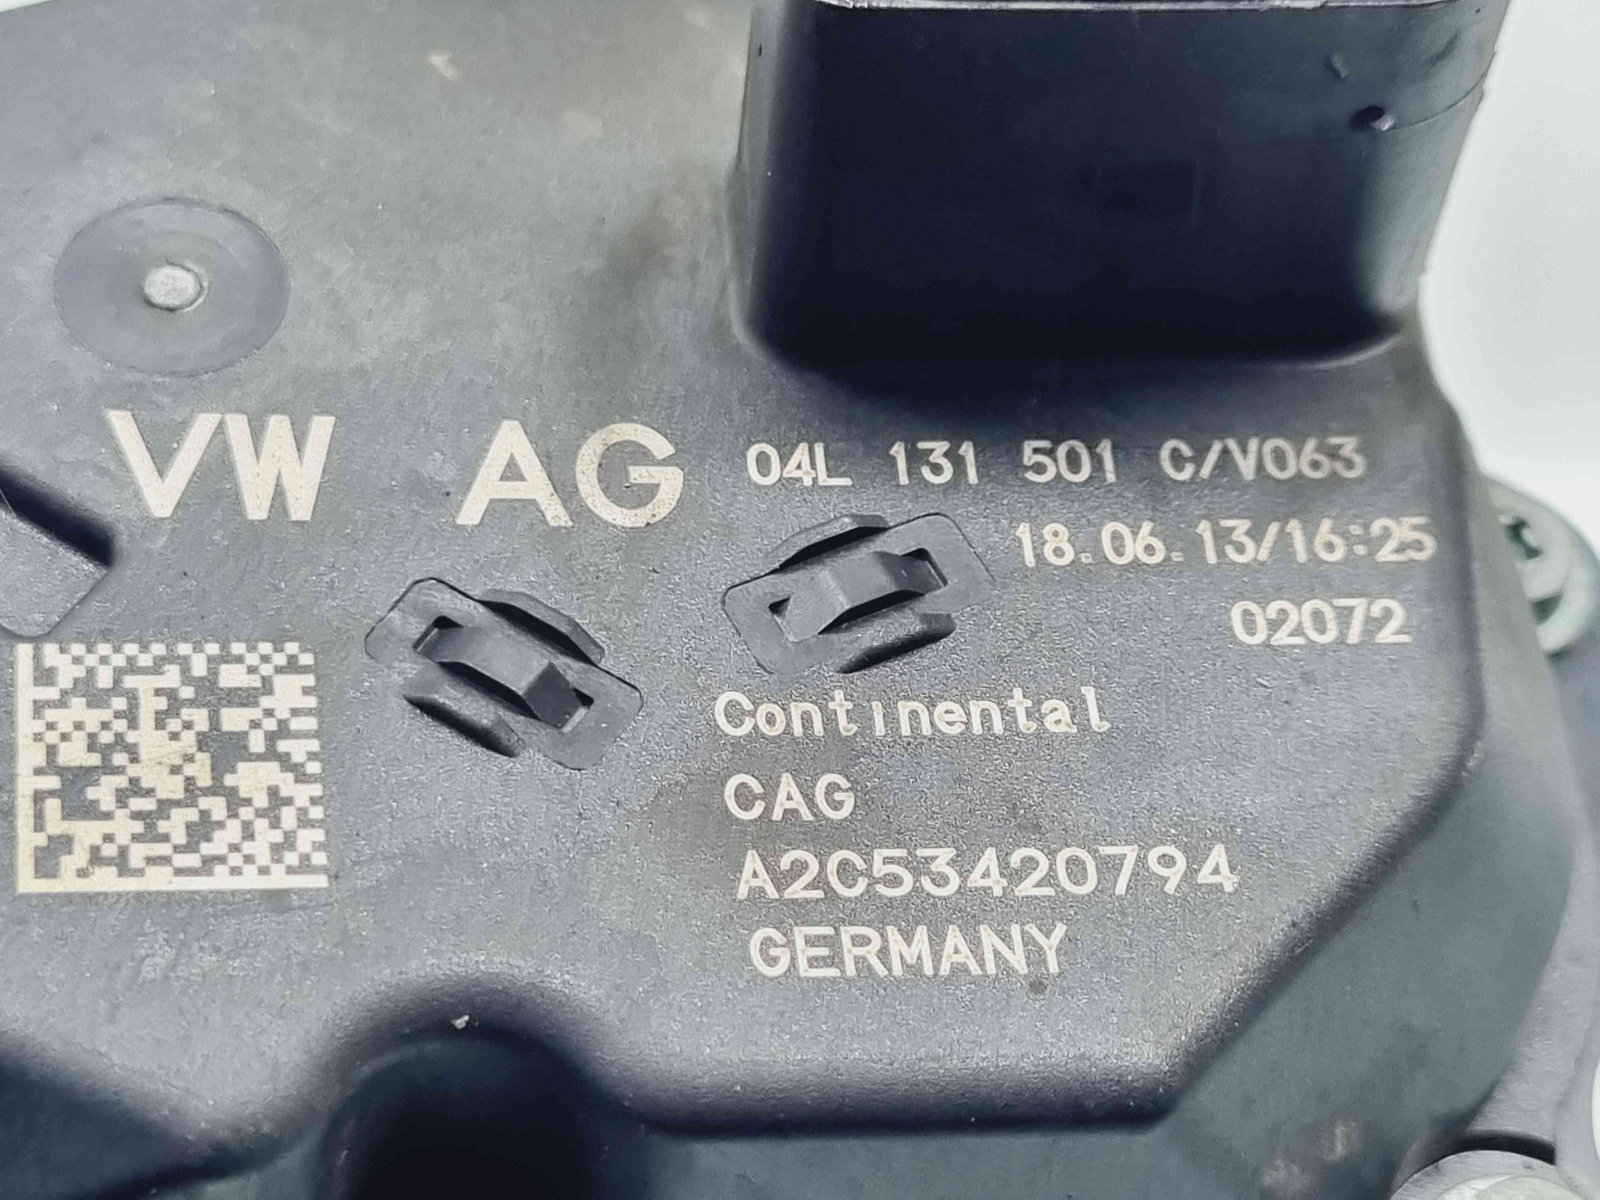 VW AG 04L 131 501 C/V063
18.06.13/16:25
02072
Continental
CAG
A2C53420794
GERMANY